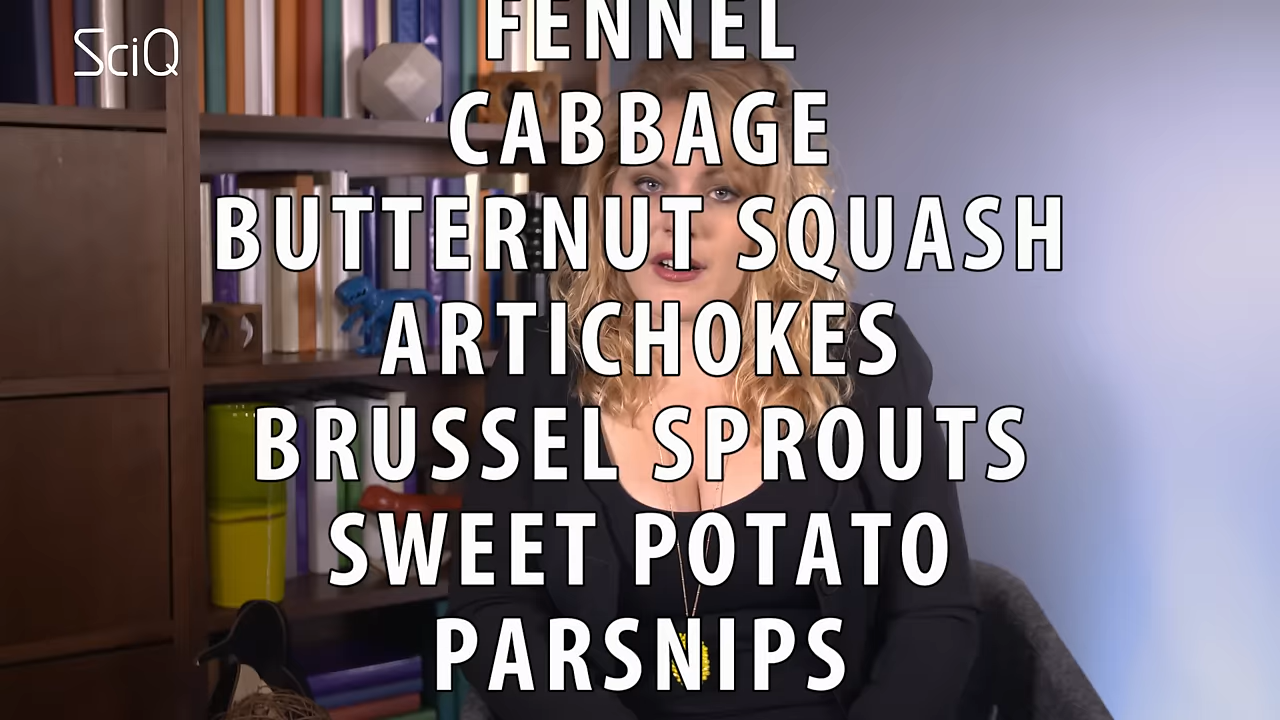 SciQ
FENNEL
CABBAGE
BUTTERNUT SQUASH
ARTICHOKES
BRUSSEL SPROUTS
SWEET POTATO
PARSNIPS